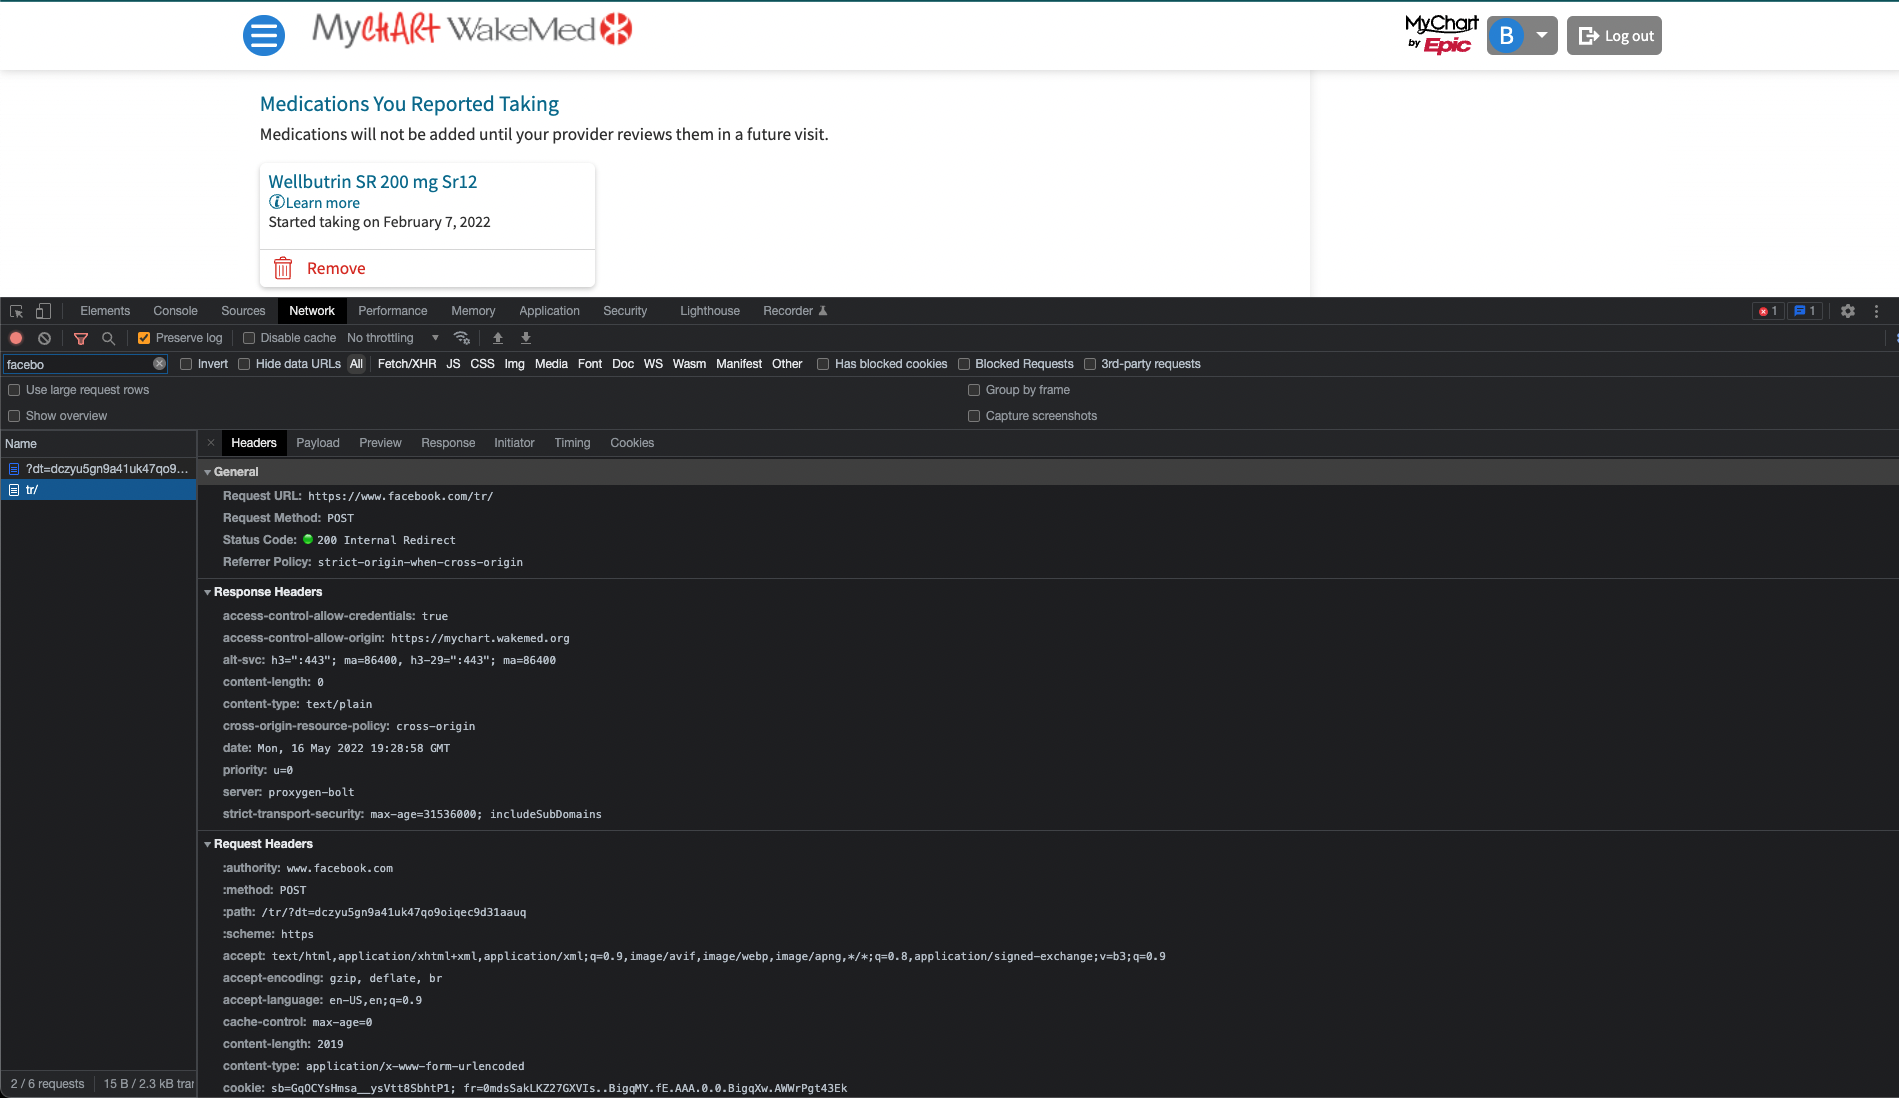 MyChart WakeMed
MyChart by Epic
B
Log out
Medications You Reported Taking
Medications will not be added until your provider reviews them in a future visit.
Wellbutrin SR 200 mg Sr12
Learn more
Started taking on February 7, 2022
Remove
Elements Console Sources Network Performance Memory Application Security Lighthouse Recorder 1 1
Preserve log Disable cache No throttling
facebo Invert Hide data URLs All Fetch/XHR JS CSS Img Media Font Doc WS Wasm Manifest Other Has blocked cookies Blocked Requests 3rd-party requests
Use large request rows Group by frame
Show overview Capture screenshots
Name × Headers Payload Preview Response Initiator Timing Cookies
?dt=dczyu5gn9a41uk47qo9...
tr/
General
Request URL: https://www.facebook.com/tr/
Request Method: POST
Status Code: 200 Internal Redirect
Referrer Policy: strict-origin-when-cross-origin
Response Headers
access-control-allow-credentials: true
access-control-allow-origin: https://mychart.wakemed.org
alt-svc: h3=":443"; ma=86400, h3-29=":443"; ma=86400
content-length: 0
content-type: text/plain
cross-origin-resource-policy: cross-origin
date: Mon, 16 May 2022 19:28:58 GMT
priority: u=0
server: proxygen-bolt
strict-transport-security: max-age=31536000; includeSubDomains
Request Headers
:authority: www.facebook.com
:method: POST
:path: /tr/?dt=dczyu5gn9a41uk47qo9oiqec9d31aauq
:scheme: https
accept: text/html,application/xhtml+xml,application/xml;q=0.9,image/avif,image/webp,image/apng,*/*;q=0.8,application/signed-exchange;v=b3;q=0.9
accept-encoding: gzip, deflate, br
accept-language: en-US,en;q=0.9
cache-control: max-age=0
content-length: 2019
content-type: application/x-www-form-urlencoded
cookie: sb=GqOCYsHmsa__ysVtt8SbhtP1; fr=0mdsSakLKZ27GXVIs..BigqMY.fE.AAA.0.0.BigqXw.AWWrPgt43Ek
2 / 6 requests 15 B / 2.3 kB trar